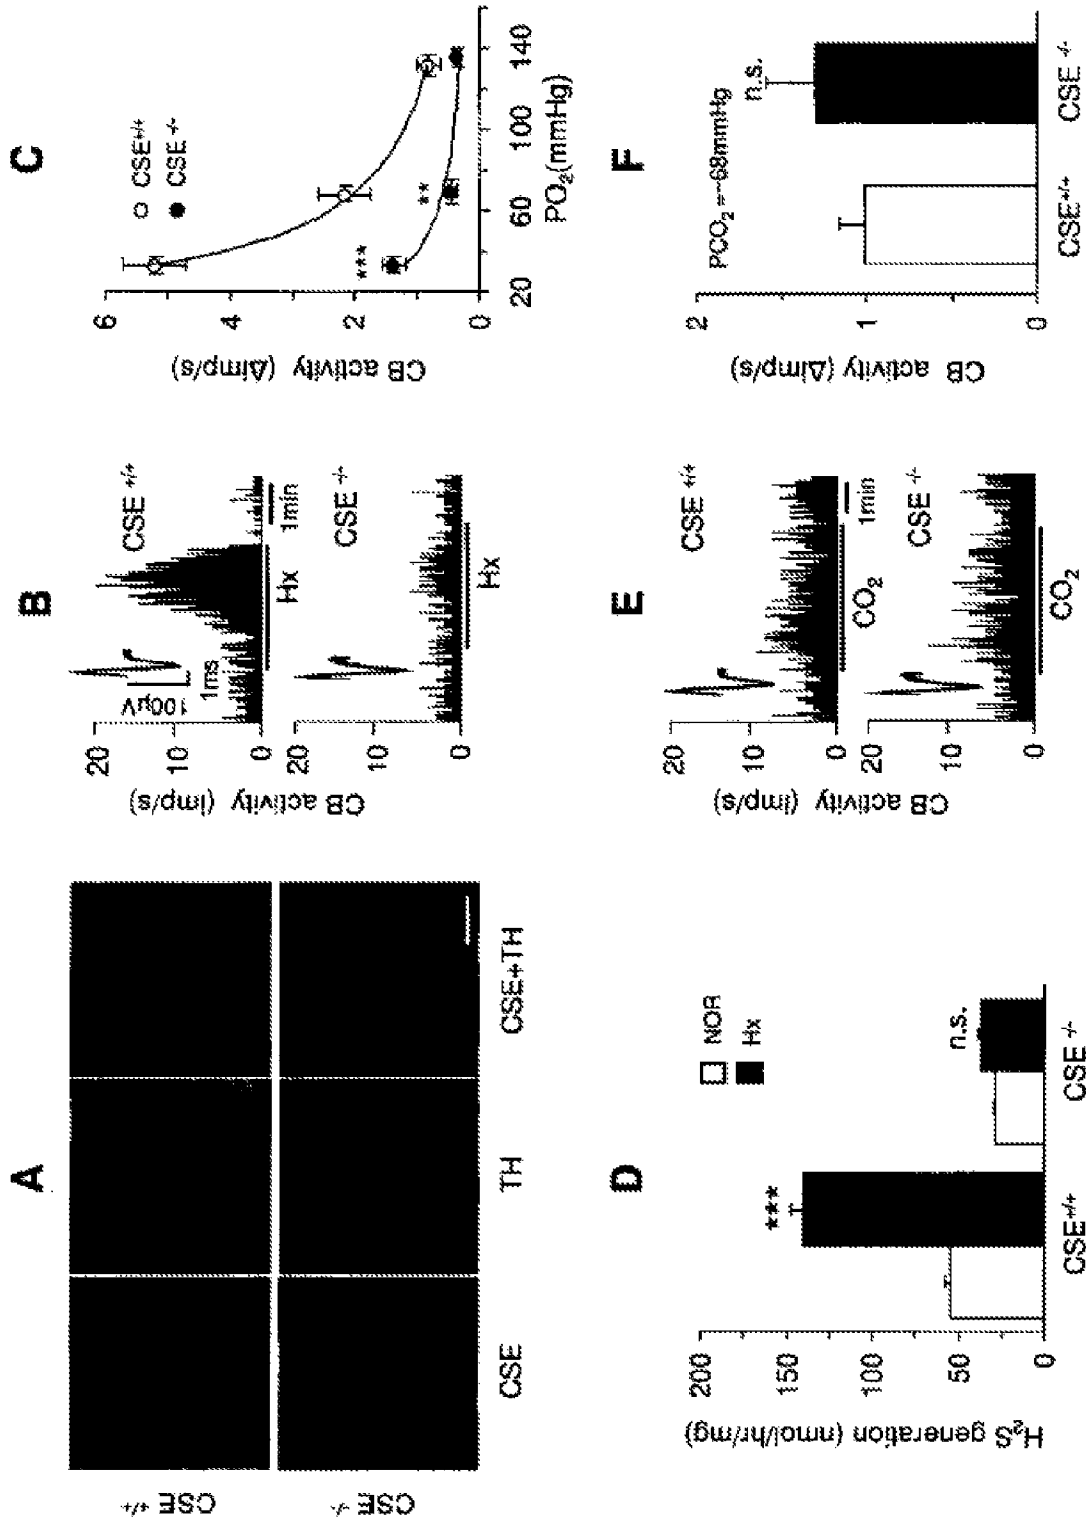 A
CSE +/+
CSE -/-
CSE
TH
CSE+TH
B
CB activity (imp/s)
20
10
0
100µV
1ms
CSE +/+
Hx
1min
CB activity (imp/s)
20
10
0
CSE -/-
Hx
C
CB activity (Δimp/s)
6
4
2
0
CSE+/+
CSE -/-
***
**
20
60
100
140
PO2(mmHg)
D
H2S generation (nmol/hr/mg)
200
150
100
50
0
NOR
Hx
***
n.s.
CSE+/+
CSE -/-
E
CB activity (imp/s)
20
10
0
CSE +/+
CO2
1min
20
10
0
CSE -/-
CO2
F
CB activity (Δimp/s)
2
1
0
PCO2 =~68mmHg
n.s.
CSE+/+
CSE -/-